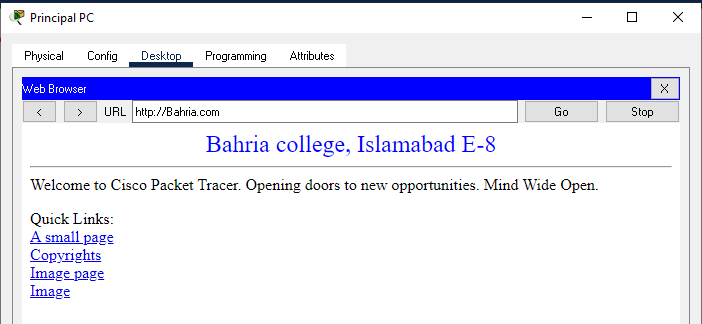 Principal PC
Physical Config Desktop Programming Attributes
Web Browser X
< > URL http://Bahria.com Go Stop
Bahria college, Islamabad E-8
Welcome to Cisco Packet Tracer. Opening doors to new opportunities. Mind Wide Open.
Quick Links:
A small page
Copyrights
Image page
Image